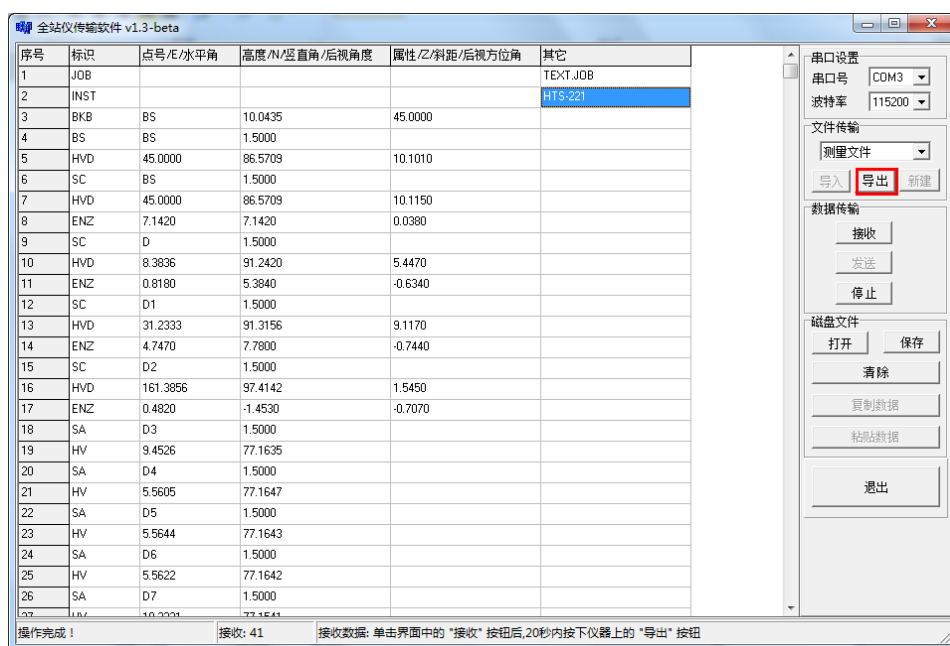 全站仪传输软件 v1.3-beta
序号 标识 点号/E/水平角 高度/N/竖直角/后视角度 属性/Z/斜距/后视方位角 其它
1 JOB TEXT.JOB
2 INST HTS-221
3 BKB BS 10.0435 45.0000
4 BS BS 1.5000
5 HVD 45.0000 86.5709 10.1010
6 SC BS 1.5000
7 HVD 45.0000 86.5709 10.1150
8 ENZ 7.1420 7.1420 0.0380
9 SC D 1.5000
10 HVD 8.3836 91.2420 5.4470
11 ENZ 0.8180 5.3840 -0.6340
12 SC D1 1.5000
13 HVD 31.2333 91.3156 9.1170
14 ENZ 4.7470 7.7800 -0.7440
15 SC D2 1.5000
16 HVD 161.3856 97.4142 1.5450
17 ENZ 0.4820 -1.4530 -0.7070
18 SA D3 1.5000
19 HV 9.4526 77.1635
20 SA D4 1.5000
21 HV 5.5605 77.1647
22 SA D5 1.5000
23 HV 5.5644 77.1643
24 SA D6 1.5000
25 HV 5.5622 77.1642
26 SA D7 1.5000
串口设置
串口号 COM3
波特率 115200
文件传输
测量文件
导入 导出 新建
数据传输
接收
发送
停止
磁盘文件
打开 保存
清除
复制数据
粘贴数据
退出
操作完成！ 接收: 41 接收数据: 单击界面中的 "接收" 按钮后,20秒内按下仪器上的 "导出" 按钮